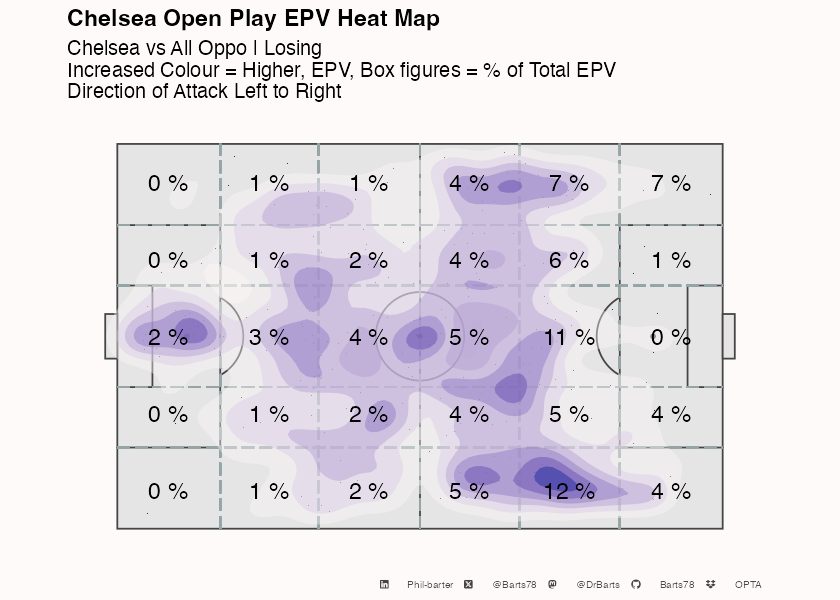 Chelsea Open Play EPV Heat Map
Chelsea vs All Oppo | Losing
Increased Colour = Higher, EPV, Box figures = % of Total EPV
Direction of Attack Left to Right
0 % 1 % 1 % 4 % 7 % 7 %
0 % 1 % 2 % 4 % 6 % 1 %
2 % 3 % 4 % 5 % 11 % 0 %
0 % 1 % 2 % 4 % 5 % 4 %
0 % 1 % 2 % 5 % 12 % 4 %
Phil-barter @Barts78 @DrBarts Barts78 OPTA